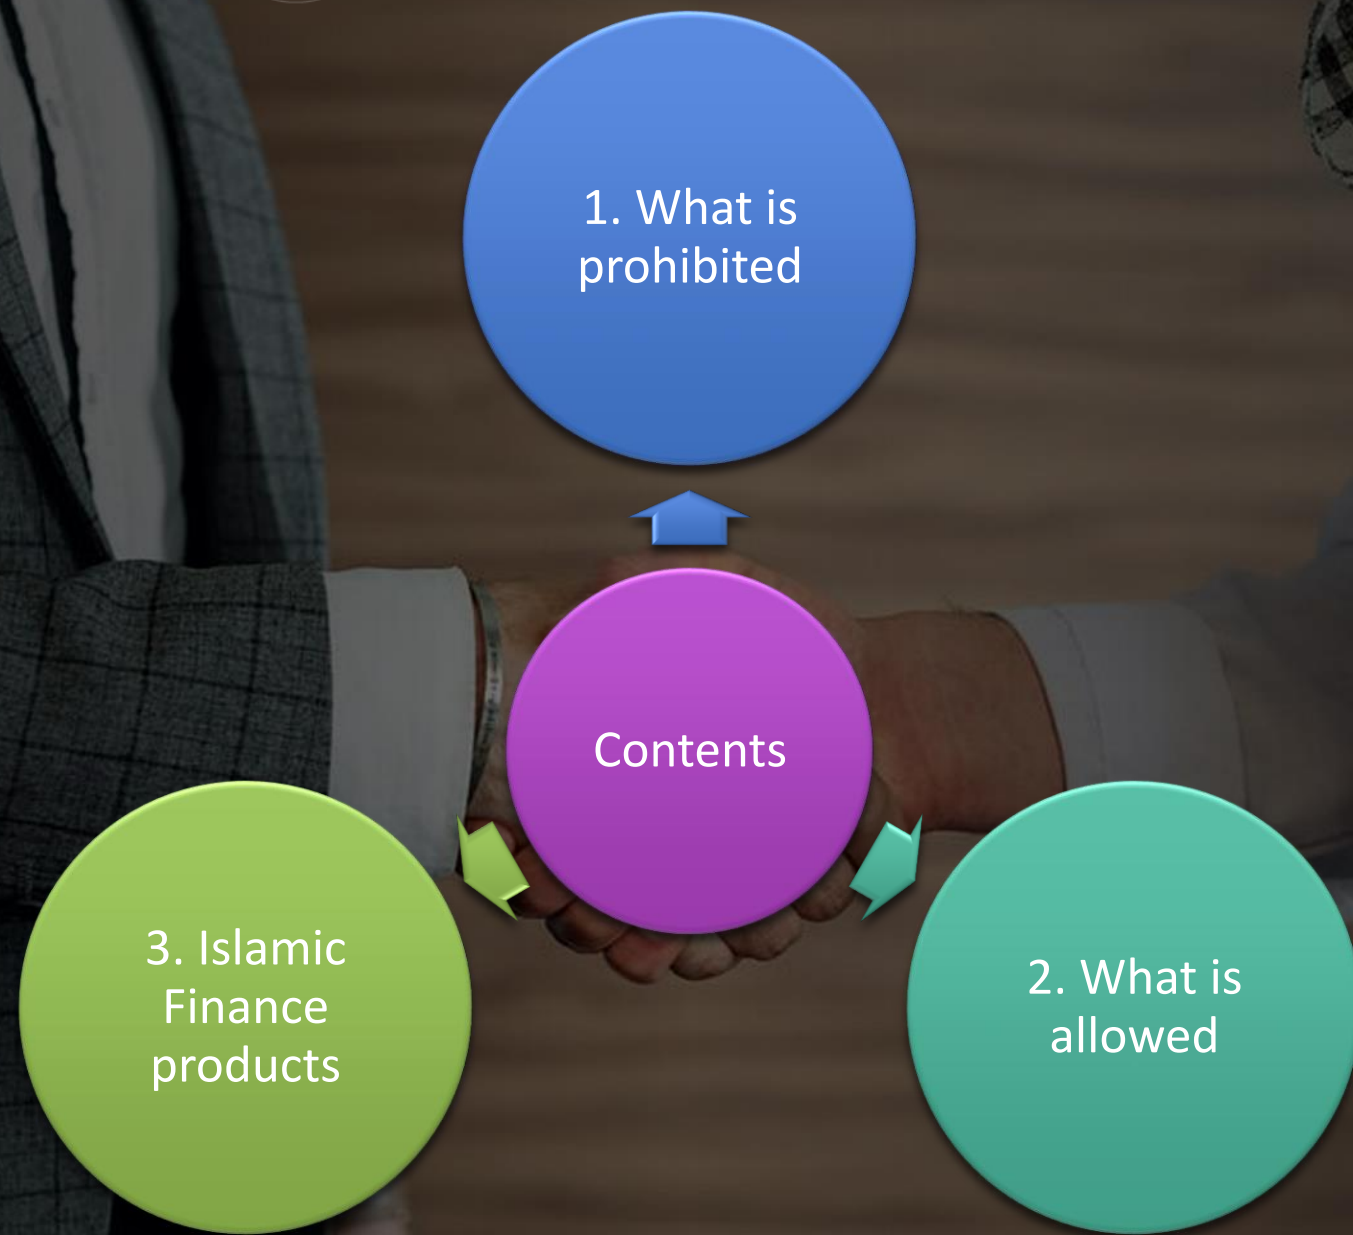 1. What is
prohibited
Contents
2. What is
allowed
3. Islamic
Finance
products